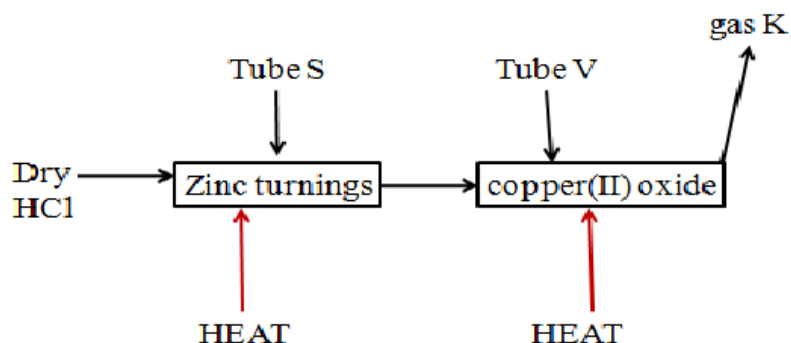 gas K
Tube S
Tube V
Dry
HCl
Zinc turnings
copper(II) oxide
HEAT
HEAT